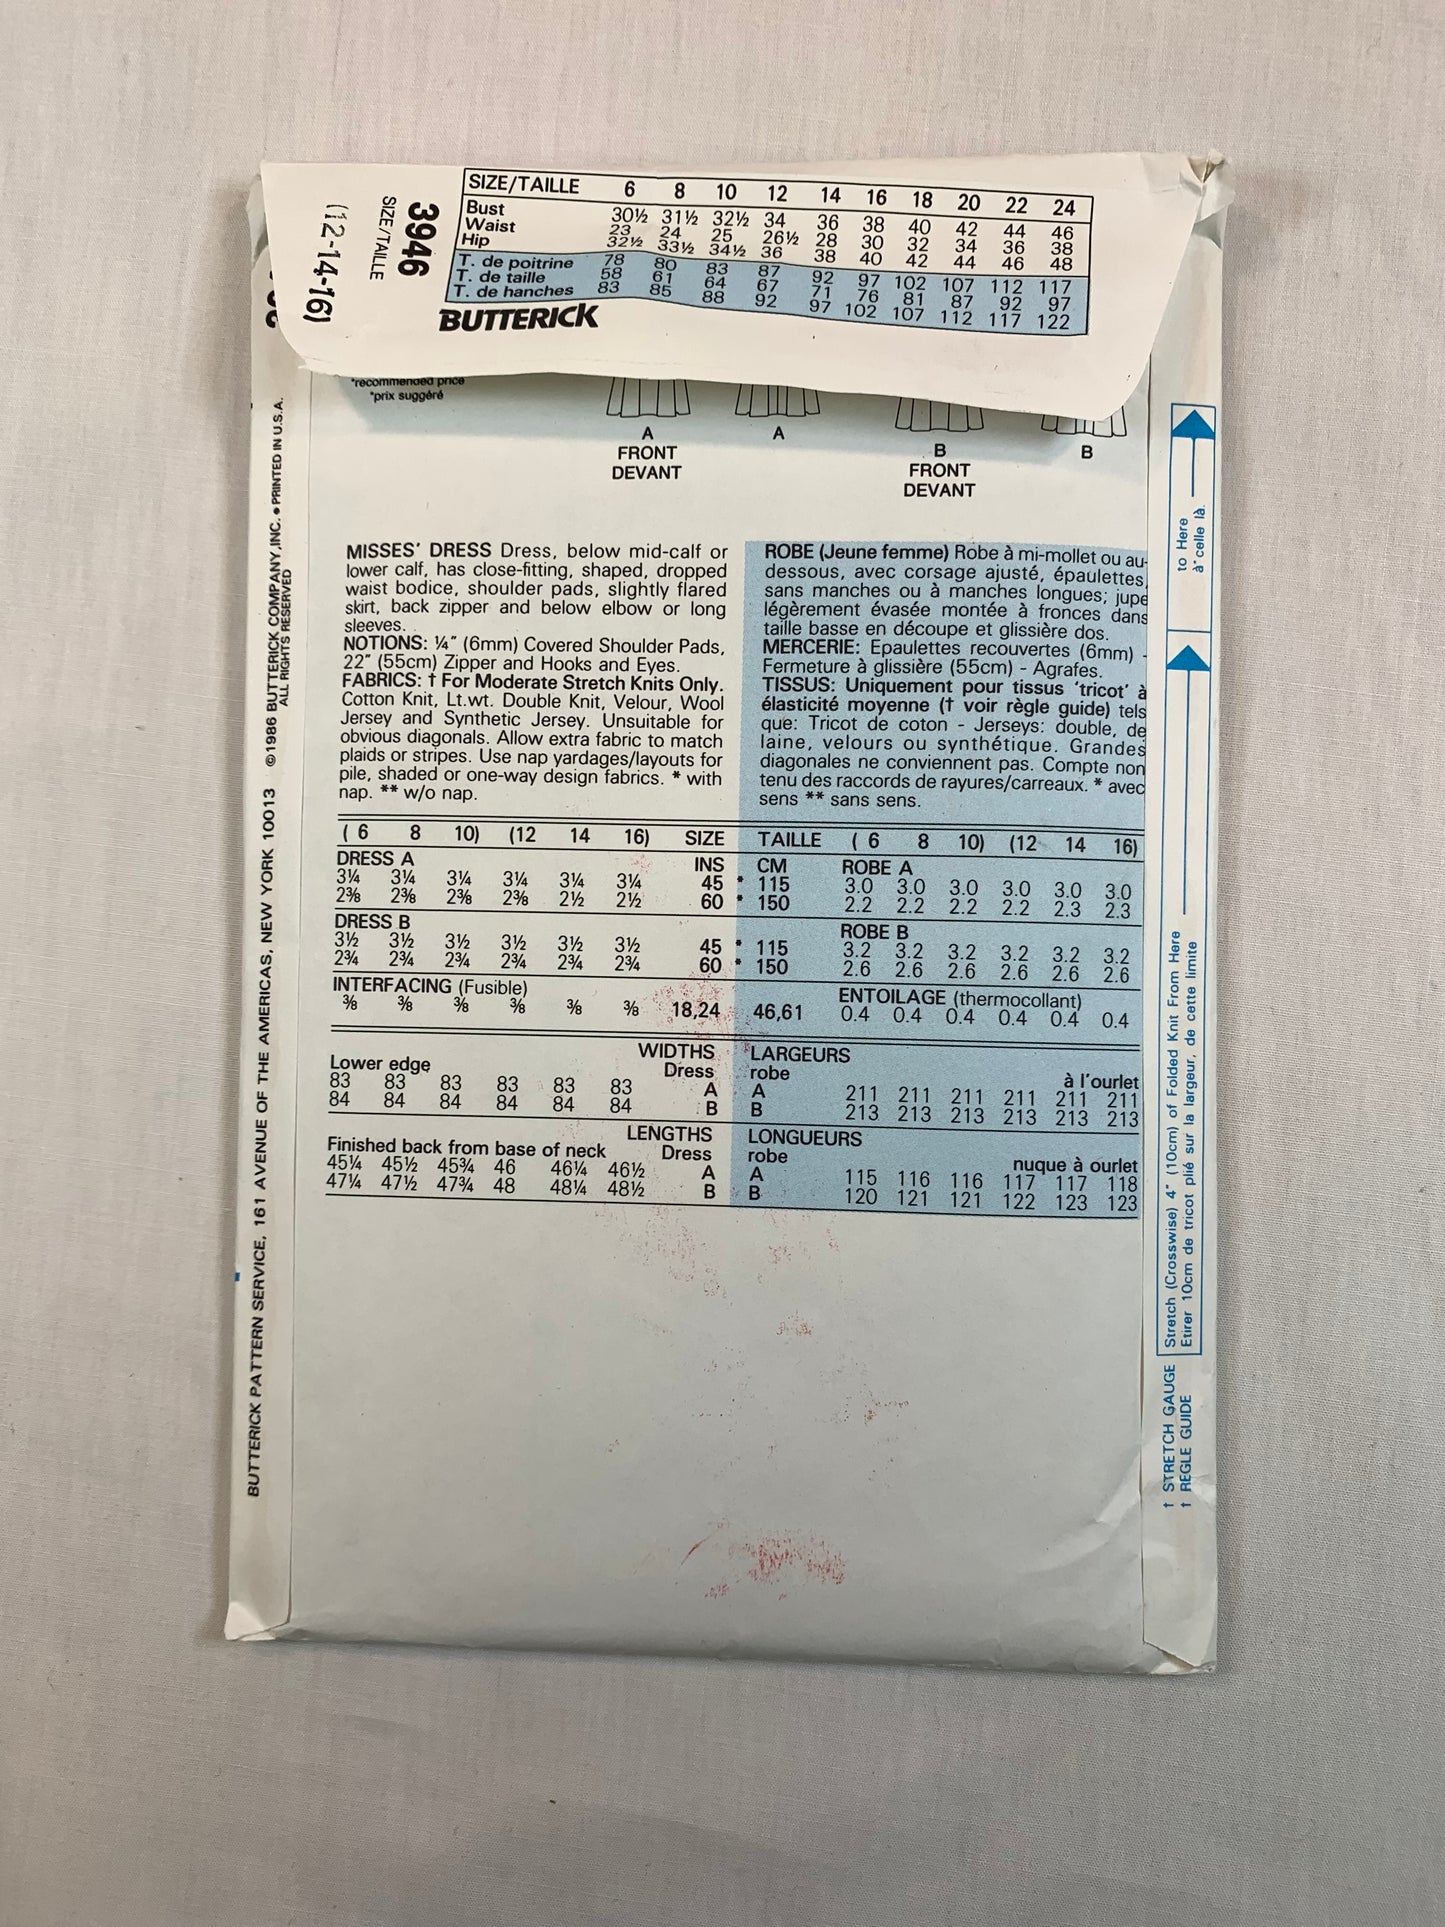 SIZE/TAILLE 6 8 10 12 14 16 18 20 22 24
Bust 30½ 31½ 32½ 34 36 38 40 42 44 46
Waist 23 24 25 26½ 28 30 32 34 36 38
Hip 32½ 33½ 34½ 36 38 40 42 44 46 48
T. de poitrine 78 80 83 87 92 97 102 107 112 117
T. de taille 58 61 64 67 71 76 81 87 92 97
T. de hanches 83 85 88 92 97 102 107 112 117 122
BUTTERICK
3946
SIZE/TAILLE
(12-14-16)
*recommended price
*prix suggéré
A
FRONT
DEVANT
A
B
FRONT
DEVANT
B
MISSES' DRESS Dress, below mid-calf or
lower calf, has close-fitting, shaped, dropped
waist bodice, shoulder pads, slightly flared
skirt, back zipper and below elbow or long
sleeves.
NOTIONS: ¼" (6mm) Covered Shoulder Pads,
22" (55cm) Zipper and Hooks and Eyes.
FABRICS: † For Moderate Stretch Knits Only.
Cotton Knit, Lt.wt. Double Knit, Velour, Wool
Jersey and Synthetic Jersey. Unsuitable for
obvious diagonals. Allow extra fabric to match
plaids or stripes. Use nap yardages/layouts for
pile, shaded or one-way design fabrics. * with
nap. ** w/o nap.
ROBE (Jeune femme) Robe à mi-mollet ou au-
dessous, avec corsage ajusté, épaulettes,
sans manches ou à manches longues; jupe
légèrement évasée montée à fronces dans
taille basse en découpe et glissière dos.
MERCERIE: Epaulettes recouvertes (6mm) -
Fermeture à glissière (55cm) - Agrafes.
TISSUS: Uniquement pour tissus 'tricot' à
élasticité moyenne († voir règle guide) tels
que: Tricot de coton - Jerseys: double, de
laine, velours ou synthétique. Grandes
diagonales ne conviennent pas. Compte non
tenu des raccords de rayures/carreaux. * avec
sens ** sans sens.
( 6 8 10) (12 14 16) SIZE TAILLE ( 6 8 10) (12 14 16)
DRESS A INS CM ROBE A
3¼ 3¼ 3¼ 3¼ 3¼ 3¼ 45 * 115 3.0 3.0 3.0 3.0 3.0 3.0
2⅜ 2⅜ 2⅜ 2⅜ 2½ 2½ 60 * 150 2.2 2.2 2.2 2.2 2.3 2.3
DRESS B ROBE B
3½ 3½ 3½ 3½ 3½ 3½ 45 * 115 3.2 3.2 3.2 3.2 3.2 3.2
2¾ 2¾ 2¾ 2¾ 2¾ 2¾ 60 * 150 2.6 2.6 2.6 2.6 2.6 2.6
INTERFACING (Fusible) ENTOILAGE (thermocollant)
⅜ ⅜ ⅜ ⅜ ⅜ ⅜ 18,24 46,61 0.4 0.4 0.4 0.4 0.4 0.4
WIDTHS LARGEURS
Lower edge Dress robe à l'ourlet
83 83 83 83 83 83 A A 211 211 211 211 211 211
84 84 84 84 84 84 B B 213 213 213 213 213 213
LENGTHS LONGUEURS
Finished back from base of neck Dress robe nuque à ourlet
45¼ 45½ 45¾ 46 46¼ 46½ A A 115 116 116 117 117 118
47¼ 47½ 47¾ 48 48¼ 48½ B B 120 121 121 122 123 123
BUTTERICK PATTERN SERVICE, 161 AVENUE OF THE AMERICAS, NEW YORK 10013 ©1986 BUTTERICK COMPANY, INC. • PRINTED IN U.S.A.
ALL RIGHTS RESERVED
† STRETCH GAUGE Stretch (Crosswise) 4" (10cm) of Folded Knit From Here to Here
† REGLE GUIDE Etirer 10cm de tricot plié sur la largeur, de cette limite à celle là.